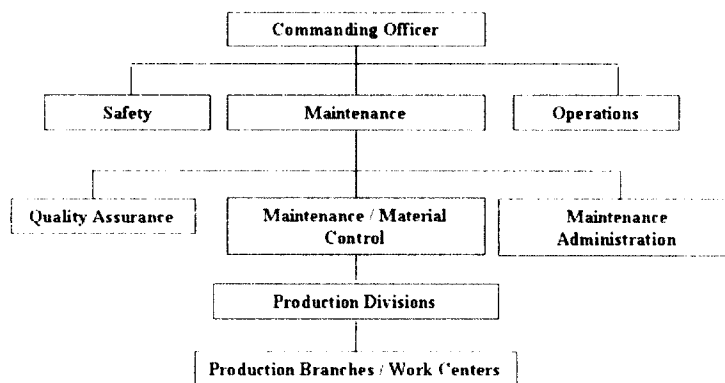 Commanding Officer
Safety
Maintenance
Operations
Quality Assurance
Maintenance / Material
Control
Maintenance
Administration
Production Divisions
Production Branches / Work Centers